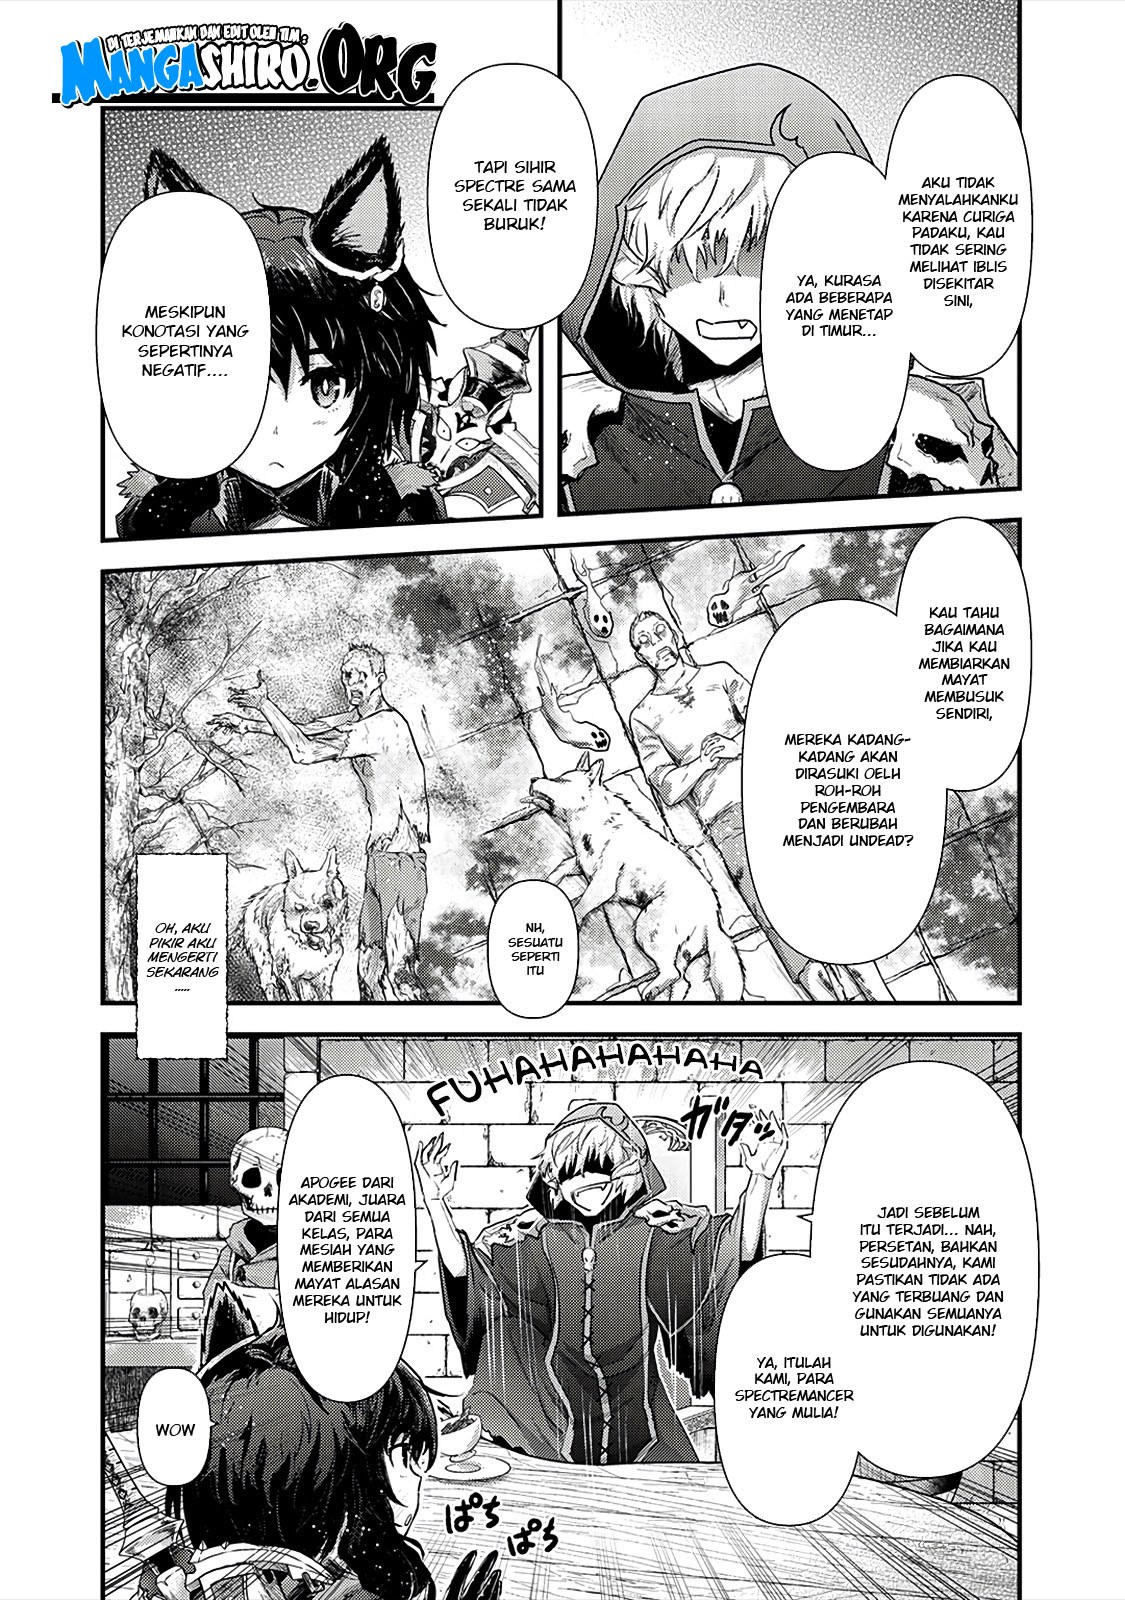 DI TERJEMAHKAN DAN EDIT OLEH TIM :
MANGASHIRO.ORG
AKU TIDAK
MENYALAHKANKU
KARENA CURIGA
PADAKU, KAU
TIDAK SERING
MELIHAT IBLIS
DISEKITAR
SINI,
YA, KURASA
ADA BEBERAPA
YANG MENETAP
DI TIMUR...
TAPI SIHIR
SPECTRE SAMA
SEKALI TIDAK
BURUK!
MESKIPUN
KONOTASI YANG
SEPERTINYA
NEGATIF....
KAU TAHU
BAGAIMANA
JIKA KAU
MEMBIARKAN
MAYAT
MEMBUSUK
SENDIRI,
MEREKA KADANG-
KADANG AKAN
DIRASUKI OELH
ROH-ROH
PENGEMBARA
DAN BERUBAH
MENJADI UNDEAD?
NH,
SESUATU
SEPERTI
ITU
OH, AKU
PIKIR AKU
MENGERTI
SEKARANG
.....
FUHAHAHAHAHA
ガタッ
JADI SEBELUM
ITU TERJADI... NAH,
PERSETAN, BAHKAN
SESUDAHNYA, KAMI
PASTIKAN TIDAK ADA
YANG TERBUANG DAN
GUNAKAN SEMUANYA
UNTUK DIGUNAKAN!
YA, ITULAH
KAMI, PARA
SPECTREMANCER
YANG MULIA!
APOGEE DARI
AKADEMI, JUARA
DARI SEMUA
KELAS, PARA
MESIAH YANG
MEMBERIKAN
MAYAT ALASAN
MEREKA UNTUK
HIDUP!
WOW
ぱち
ぱち